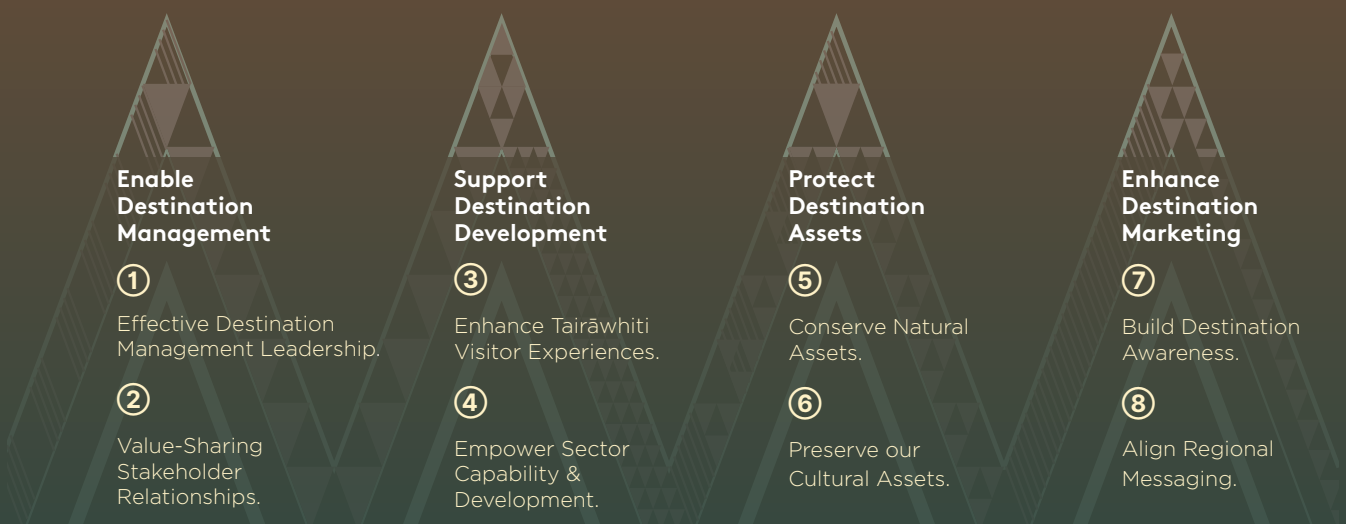 Enable
Destination
Management
1
Effective Destination
Management Leadership.
2
Value-Sharing
Stakeholder
Relationships.
Support
Destination
Development
3
Enhance Tairāwhiti
Visitor Experiences.
4
Empower Sector
Capability &
Development.
Protect
Destination
Assets
5
Conserve Natural
Assets.
6
Preserve our
Cultural Assets.
Enhance
Destination
Marketing
7
Build Destination
Awareness.
8
Align Regional
Messaging.